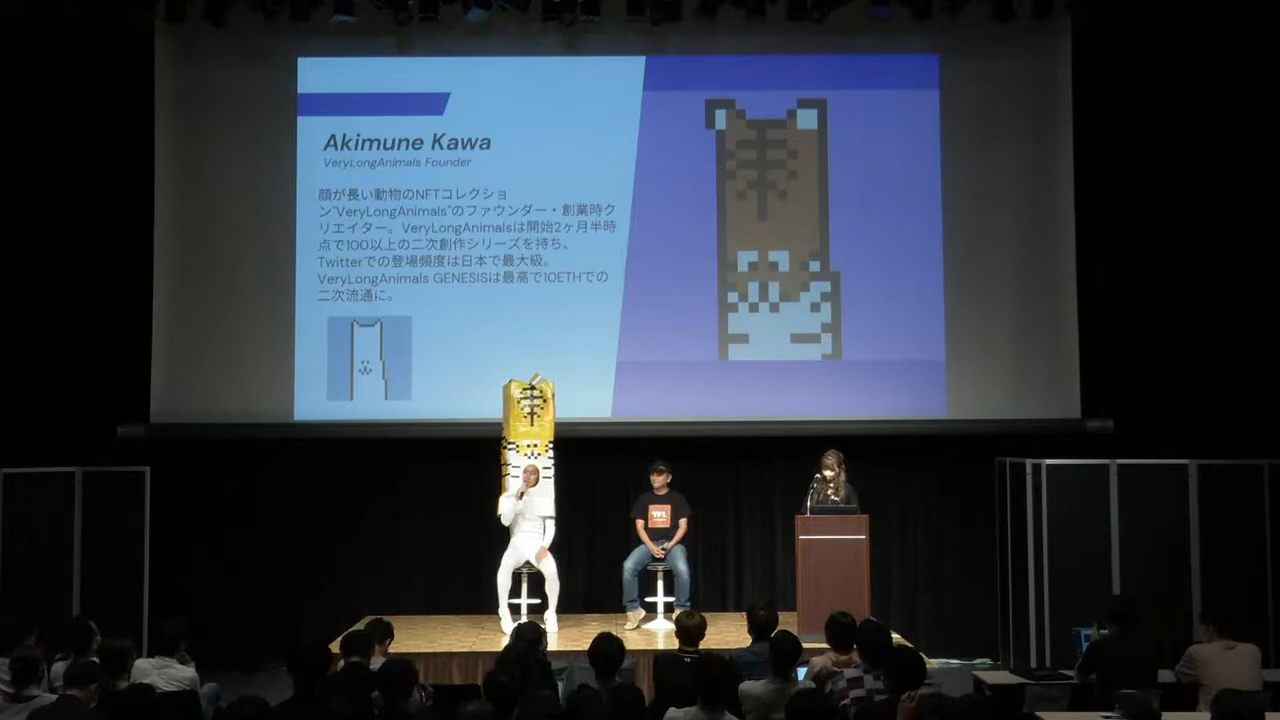 Akimune Kawa
VeryLongAnimals Founder
顔が長い動物のNFTコレクショ
ン"VeryLongAnimals"のファウンダー・創業時ク
リエイター。VeryLongAnimalsは開始2ヶ月半時
点で100以上の二次創作シリーズを持ち、
Twitterでの登場頻度は日本で最大級。
VeryLongAnimals GENESISは最高で10ETHでの
二次流通に。